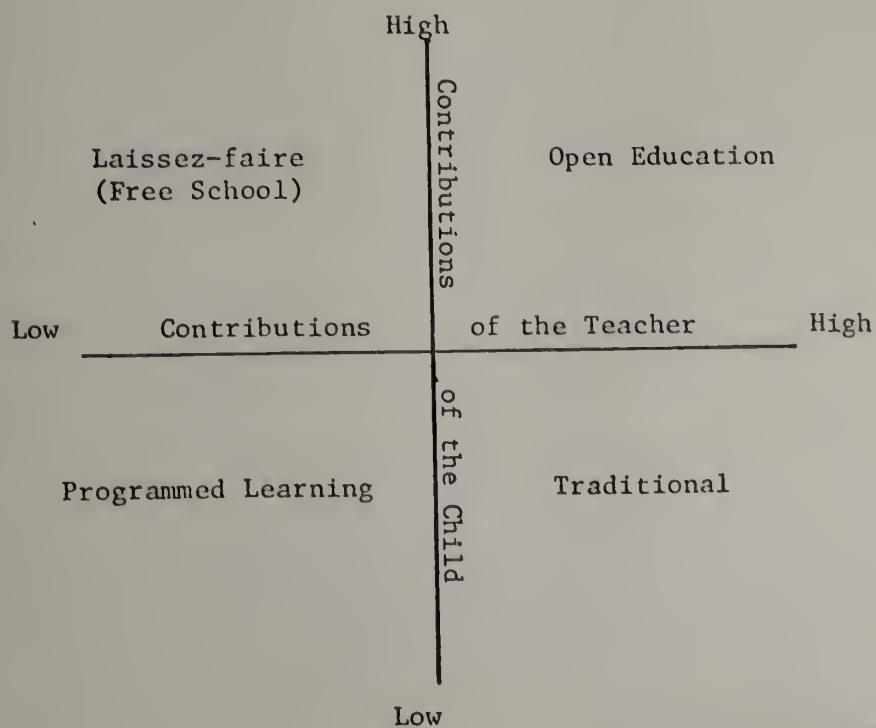 High
Laissez-faire
(Free School)
Open Education
Contributions
of the Child
Low
Contributions
of the Teacher
High
Programmed Learning
Traditional
Low